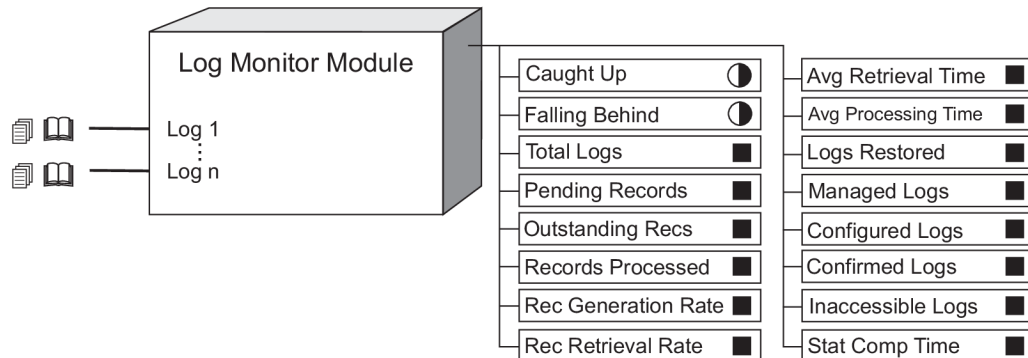 Log Monitor Module
Log 1
Log n
Caught Up
Falling Behind
Total Logs
Pending Records
Outstanding Recs
Records Processed
Rec Generation Rate
Rec Retrieval Rate
Avg Retrieval Time
Avg Processing Time
Logs Restored
Managed Logs
Configured Logs
Confirmed Logs
Inaccessible Logs
Stat Comp Time